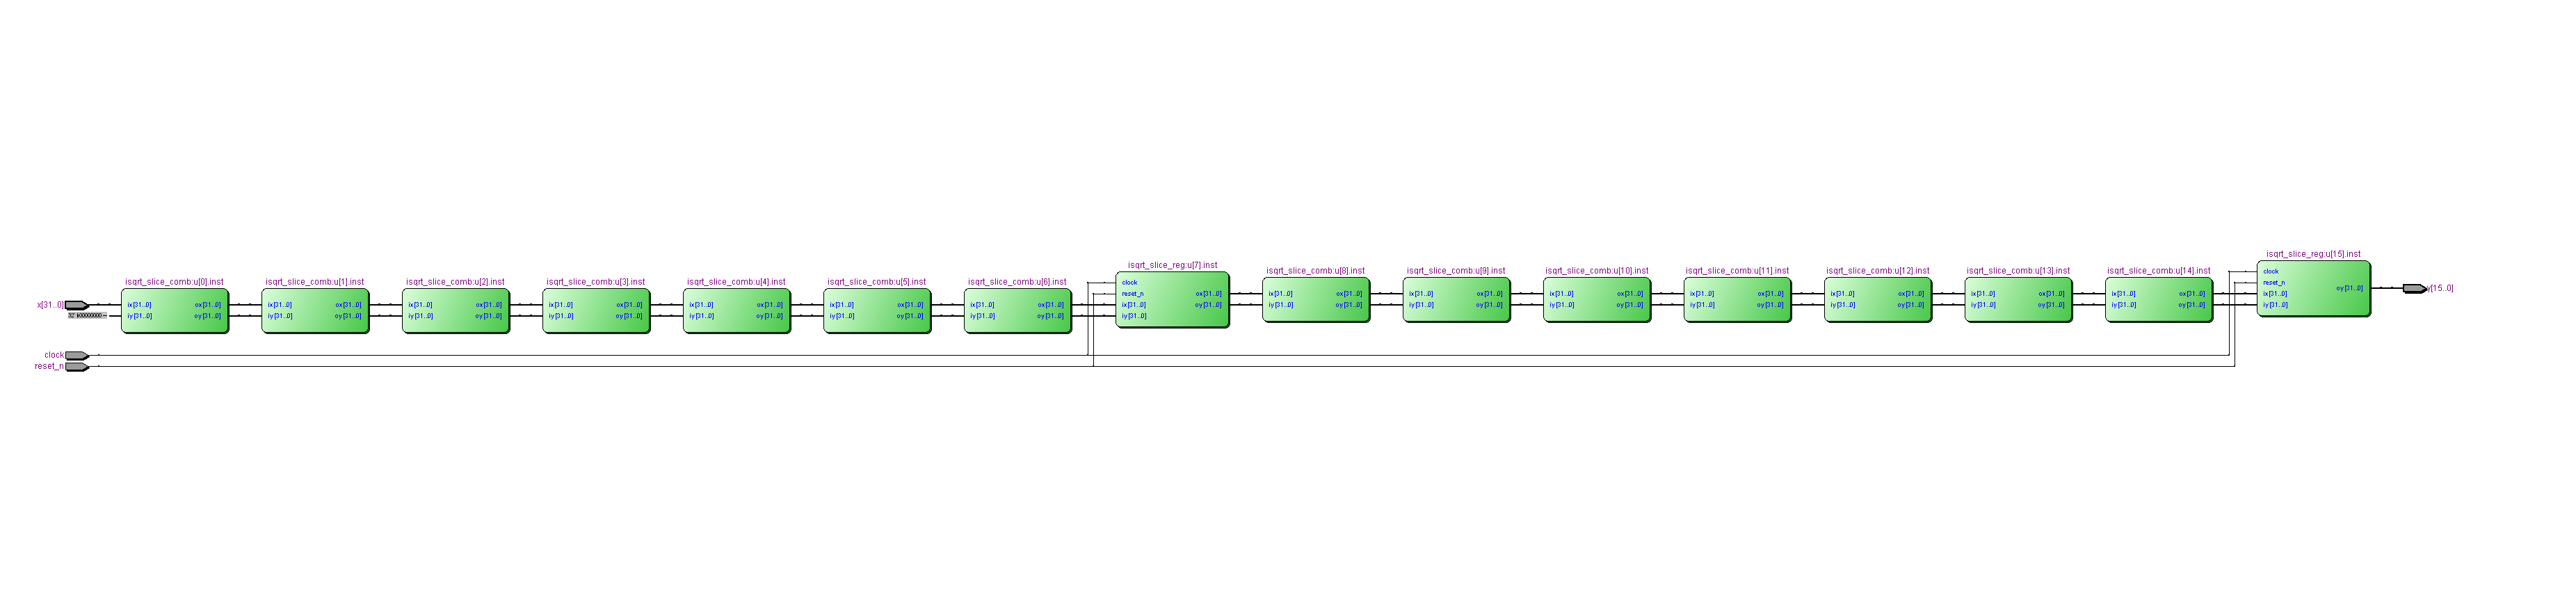 isqrt_slice_reg:u[15].inst
isqrt_slice_reg:u[7].inst
isqrt_slice_comb:u[8].inst isqrt_slice_comb:u[9].inst isqrt_slice_comb:u[10].inst isqrt_slice_comb:u[11].inst isqrt_slice_comb:u[12].inst isqrt_slice_comb:u[13].inst isqrt_slice_comb:u[14].inst
isqrt_slice_comb:u[0].inst isqrt_slice_comb:u[1].inst isqrt_slice_comb:u[2].inst isqrt_slice_comb:u[3].inst isqrt_slice_comb:u[4].inst isqrt_slice_comb:u[5].inst isqrt_slice_comb:u[6].inst
x[31..0]
ix[31..0] ox[31..0]
iy[31..0] oy[31..0]
ix[31..0] ox[31..0]
iy[31..0] oy[31..0]
ix[31..0] ox[31..0]
iy[31..0] oy[31..0]
ix[31..0] ox[31..0]
iy[31..0] oy[31..0]
ix[31..0] ox[31..0]
iy[31..0] oy[31..0]
ix[31..0] ox[31..0]
iy[31..0] oy[31..0]
ix[31..0] ox[31..0]
iy[31..0] oy[31..0]
clock
reset_n ox[31..0]
ix[31..0] oy[31..0]
iy[31..0]
ix[31..0] ox[31..0]
iy[31..0] oy[31..0]
ix[31..0] ox[31..0]
iy[31..0] oy[31..0]
ix[31..0] ox[31..0]
iy[31..0] oy[31..0]
ix[31..0] ox[31..0]
iy[31..0] oy[31..0]
ix[31..0] ox[31..0]
iy[31..0] oy[31..0]
ix[31..0] ox[31..0]
iy[31..0] oy[31..0]
ix[31..0] ox[31..0]
iy[31..0] oy[31..0]
clock
reset_n
oy[31..0]
ix[31..0]
iy[31..0]
y[15..0]
clock
reset_n